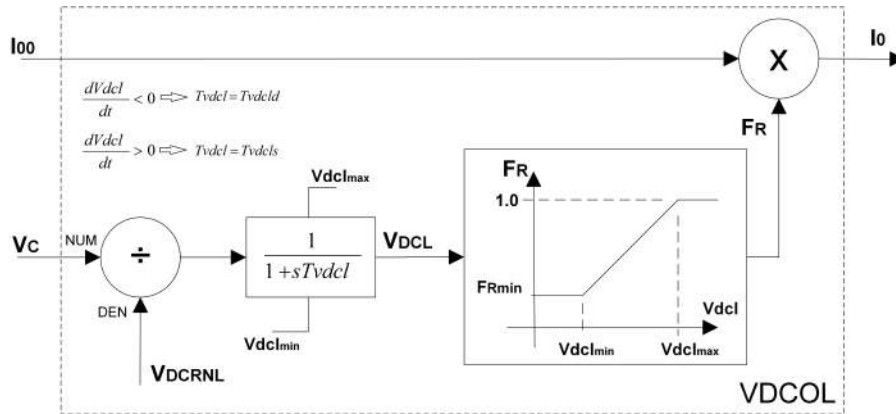 I00
I0
X
dVdcl/dt < 0 ⇨ Tvdcl = Tvdcld
FR
dVdcl/dt > 0 ⇨ Tvdcl = Tvdcls
Vdclmax
FR
1.0
VC
NUM
÷
1/(1+sTvdcl)
VDCL
DEN
FRmin
Vdcl
Vdclmin
Vdclmin
Vdclmax
VDCRNL
VDCOL